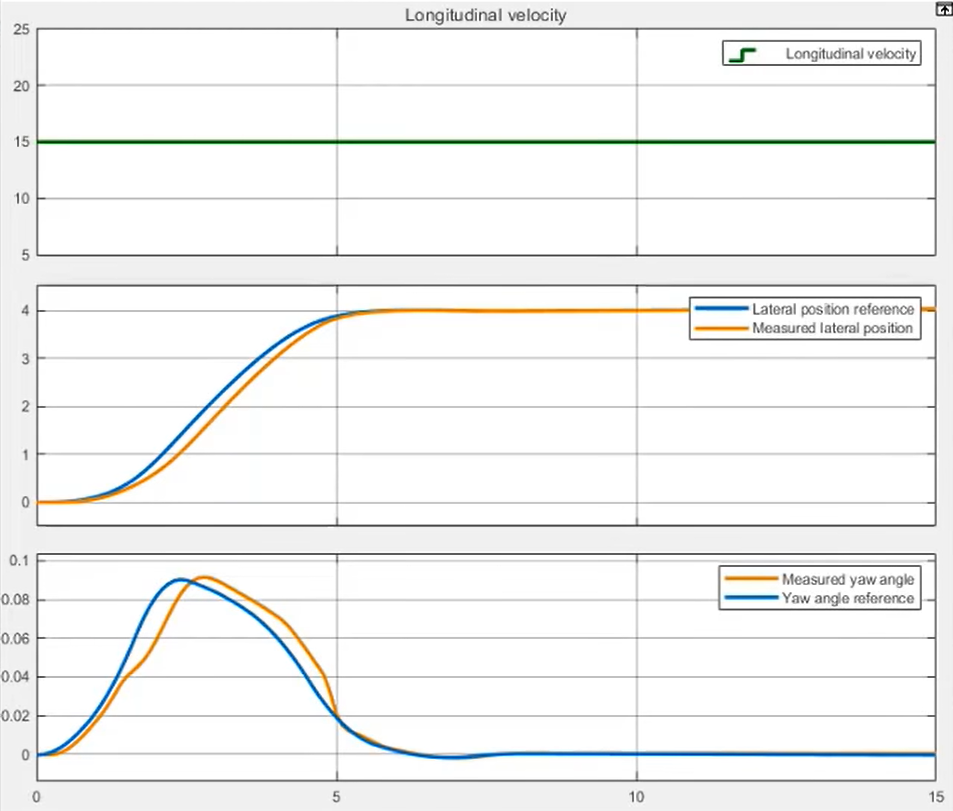 Longitudinal velocity
25
Longitudinal velocity
20
15
10
5
4
Lateral position reference
Measured lateral position
3
2
1
0
0.1
Measured yaw angle
0.08
Yaw angle reference
0.06
0.04
0.02
0
0 5 10 15